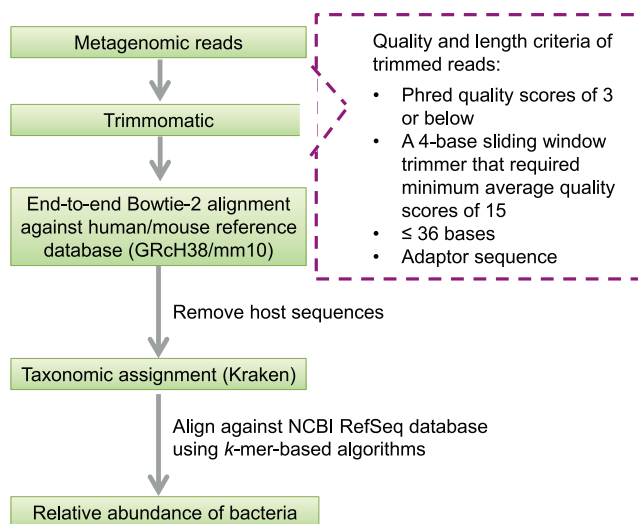 Metagenomic reads
Trimmomatic
End-to-end Bowtie-2 alignment
against human/mouse reference
database (GRcH38/mm10)
Remove host sequences
Taxonomic assignment (Kraken)
Align against NCBI RefSeq database
using k-mer-based algorithms
Relative abundance of bacteria
Quality and length criteria of
trimmed reads:
• Phred quality scores of 3
or below
• A 4-base sliding window
trimmer that required
minimum average quality
scores of 15
• ≤ 36 bases
• Adaptor sequence